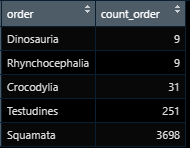 order count_order
Dinosauria 9
Rhynchocephalia 9
Crocodylia 31
Testudines 251
Squamata 3698